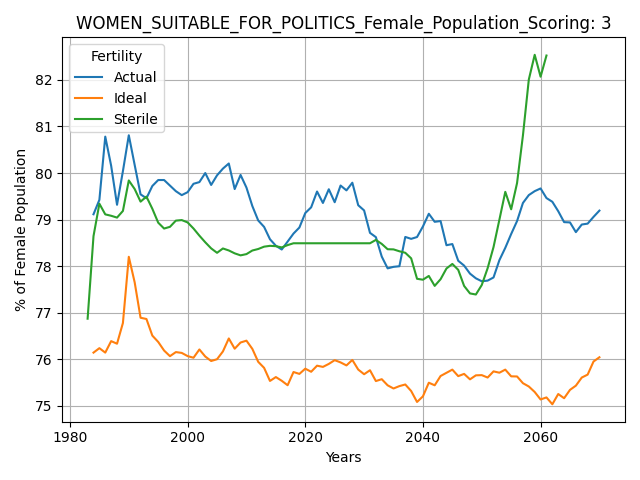 WOMEN_SUITABLE_FOR_POLITICS_Female_Population_Scoring: 3
Fertility
Actual
Ideal
Sterile
% of Female Population
82
81
80
79
78
77
76
75
1980
2000
2020
2040
2060
Years